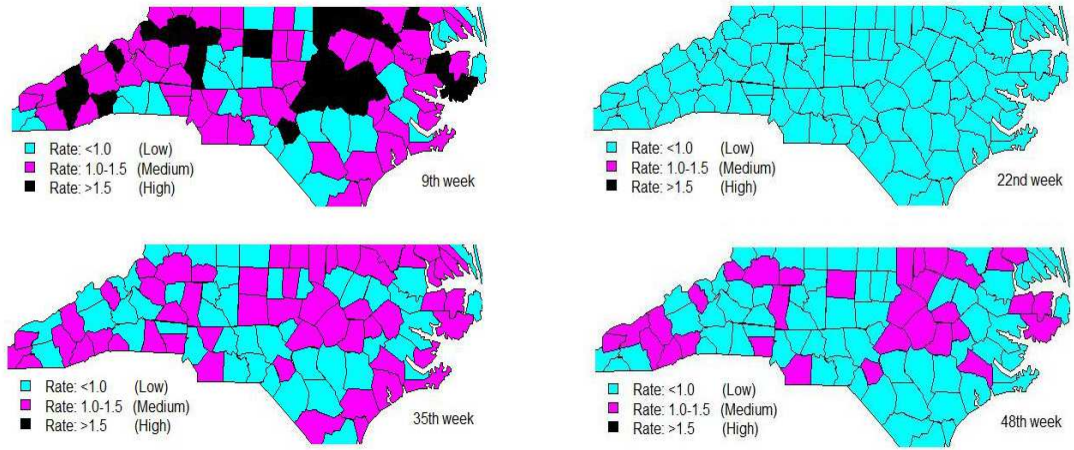 Rate: <1.0 (Low)
Rate: 1.0-1.5 (Medium)
Rate: >1.5 (High)
9th week
Rate: <1.0 (Low)
Rate: 1.0-1.5 (Medium)
Rate: >1.5 (High)
22nd week
Rate: <1.0 (Low)
Rate: 1.0-1.5 (Medium)
Rate: >1.5 (High)
35th week
Rate: <1.0 (Low)
Rate: 1.0-1.5 (Medium)
Rate: >1.5 (High)
48th week